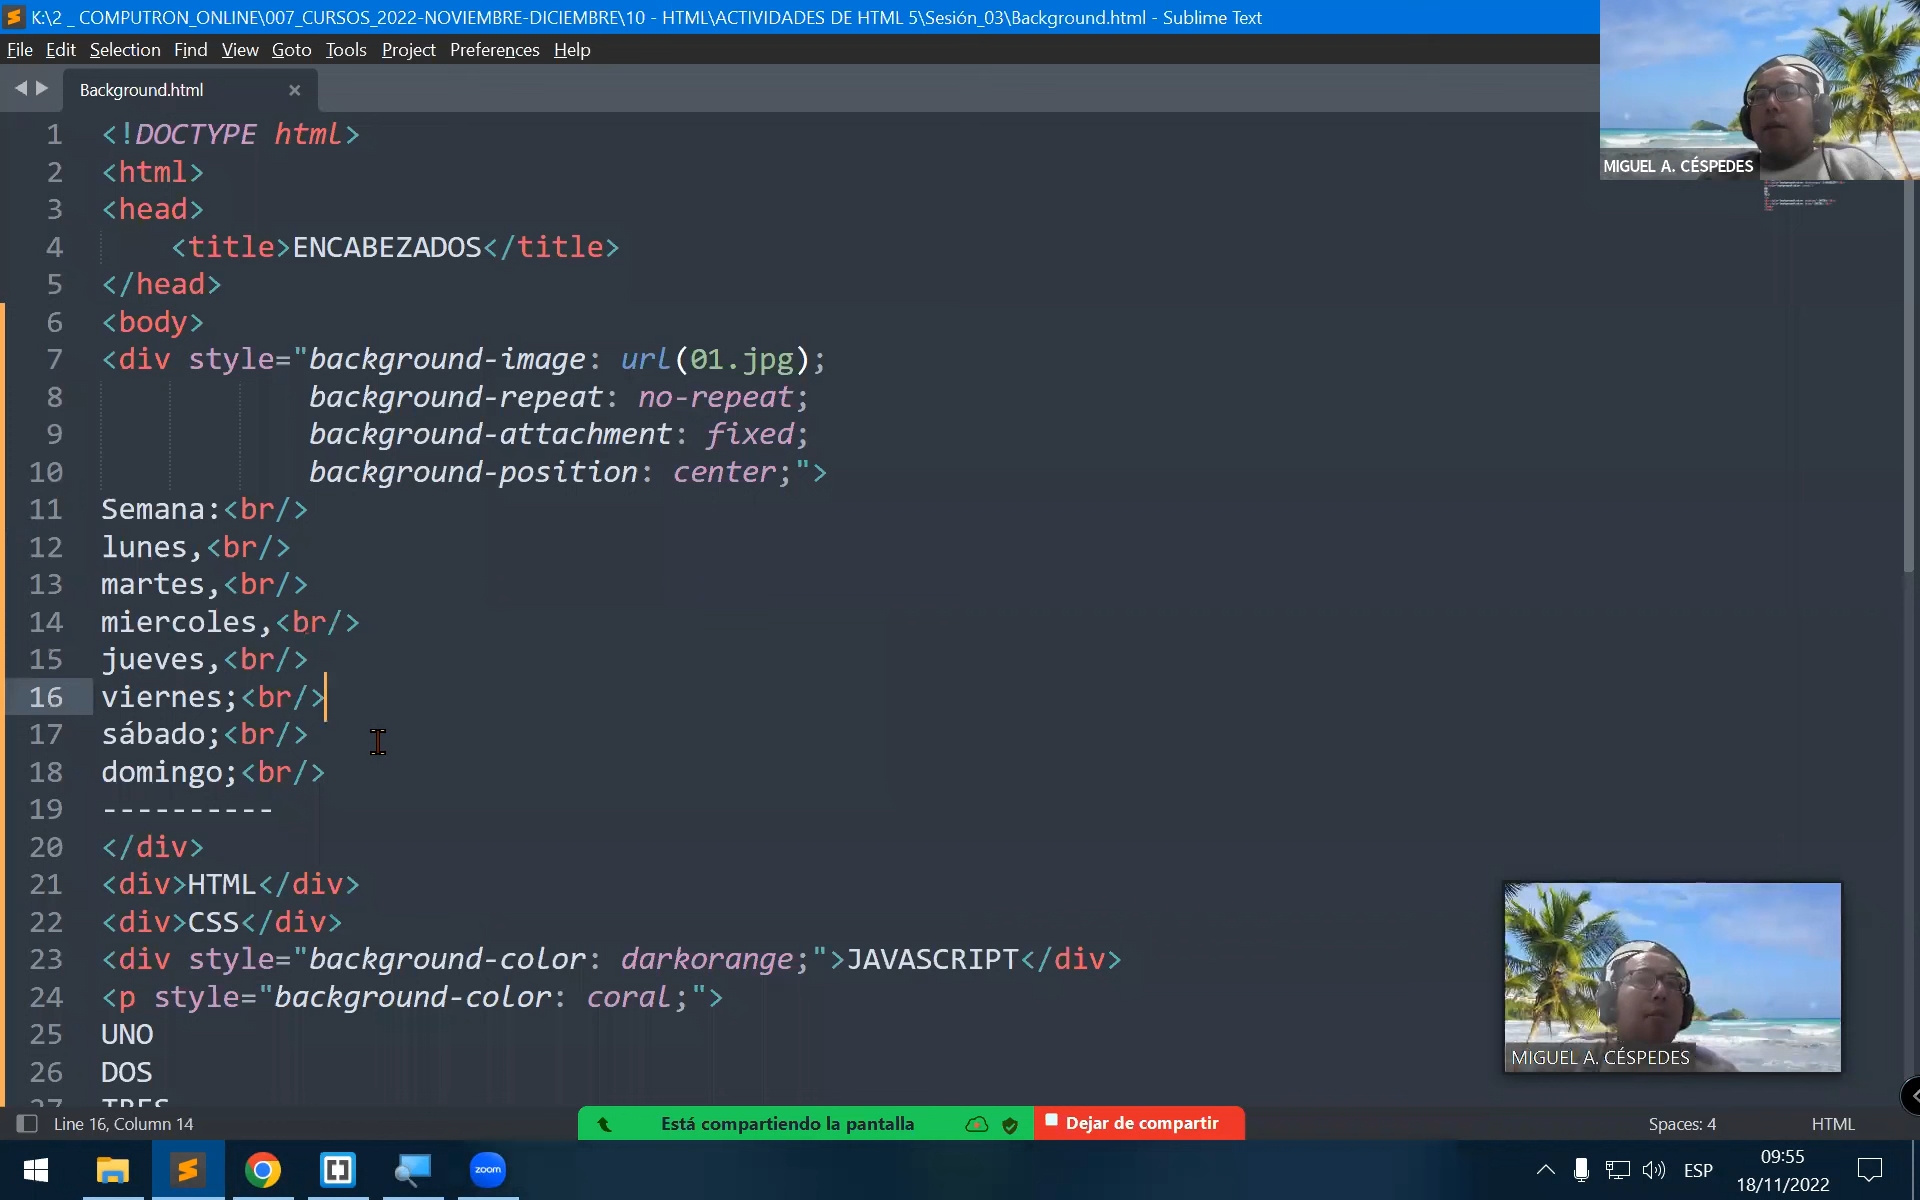 K:\2 _ COMPUTRON_ONLINE\007_CURSOS_2022-NOVIEMBRE-DICIEMBRE\10 - HTML\ACTIVIDADES DE HTML 5\Sesión_03\Background.html - Sublime Text
File Edit Selection Find View Goto Tools Project Preferences Help
Background.html
MIGUEL A. CÉSPEDES
1 <!DOCTYPE html>
2 <html>
3 <head>
4 <title>ENCABEZADOS</title>
5 </head>
6 <body>
7 <div style="background-image: url(01.jpg);
8 background-repeat: no-repeat;
9 background-attachment: fixed;
10 background-position: center;">
11 Semana:<br/>
12 lunes,<br/>
13 martes,<br/>
14 miercoles,<br/>
15 jueves,<br/>
16 viernes;<br/>
17 sábado;<br/>
18 domingo;<br/>
19 ----------
20 </div>
21 <div>HTML</div>
22 <div>CSS</div>
23 <div style="background-color: darkorange;">JAVASCRIPT</div>
24 <p style="background-color: coral;">
25 UNO
26 DOS
27 TRES
MIGUEL A. CÉSPEDES
Line 16, Column 14
Está compartiendo la pantalla
Dejar de compartir
Spaces: 4
HTML
zoom
ESP
09:55
18/11/2022